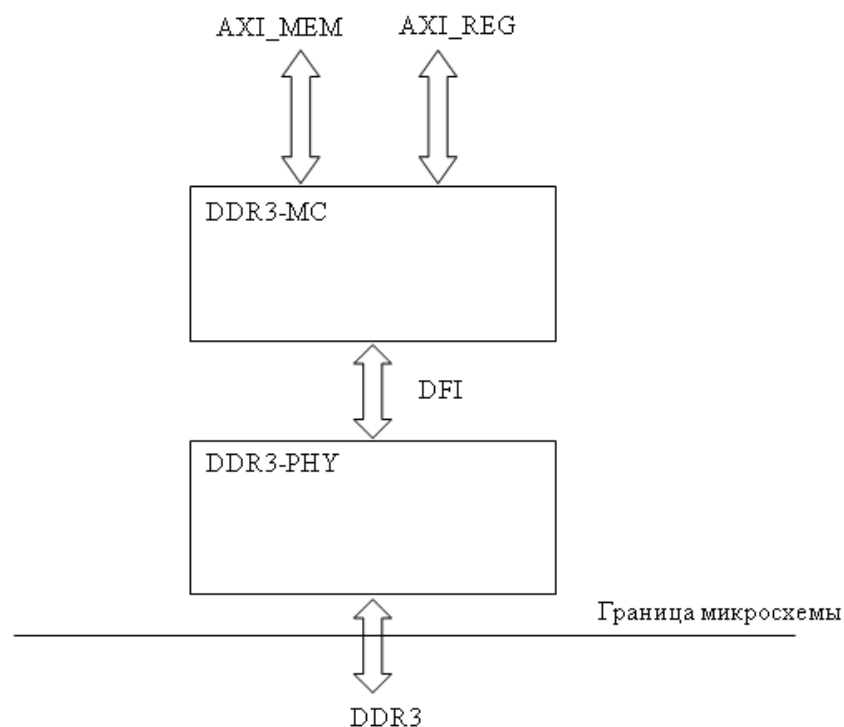 AXI_MEM
AXI_REG
DDR3-MC
DFI
DDR3-PHY
Граница микросхемы
DDR3